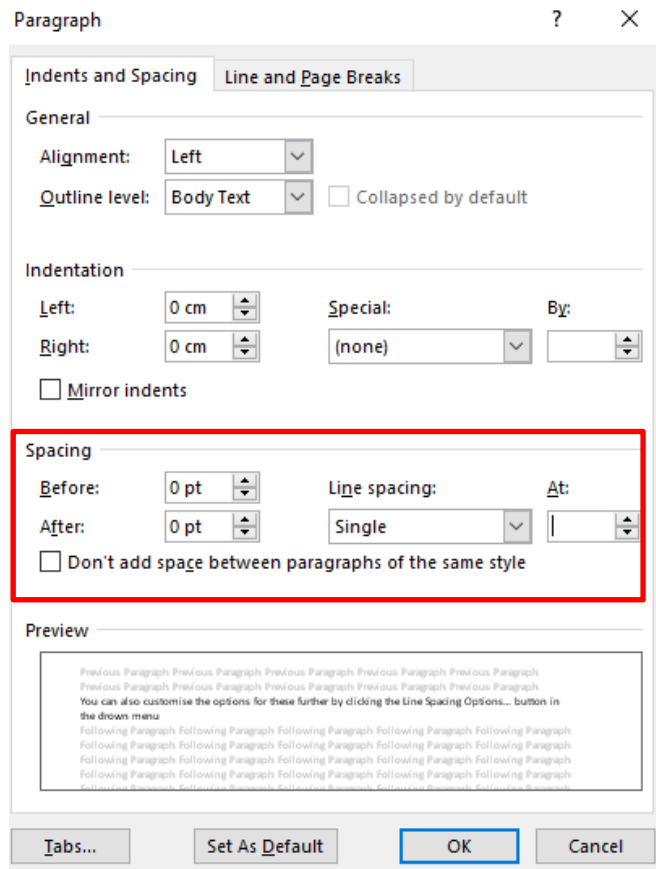 Paragraph ? ×
Indents and Spacing Line and Page Breaks
General
Alignment: Left
Outline level: Body Text Collapsed by default
Indentation
Left: 0 cm Special: By:
Right: 0 cm (none)
Mirror indents
Spacing
Before: 0 pt Line spacing: At:
After: 0 pt Single
Don't add space between paragraphs of the same style
Preview
Previous Paragraph Previous Paragraph Previous Paragraph Previous Paragraph Previous Paragraph
Previous Paragraph Previous Paragraph Previous Paragraph Previous Paragraph Previous Paragraph
You can also customise the options for these further by clicking the Line Spacing Options... button in
the drown menu
Following Paragraph Following Paragraph Following Paragraph Following Paragraph Following Paragraph
Following Paragraph Following Paragraph Following Paragraph Following Paragraph Following Paragraph
Following Paragraph Following Paragraph Following Paragraph Following Paragraph Following Paragraph
Following Paragraph Following Paragraph Following Paragraph Following Paragraph Following Paragraph
Following Paragraph Following Paragraph Following Paragraph Following Paragraph Following Paragraph
Tabs... Set As Default OK Cancel